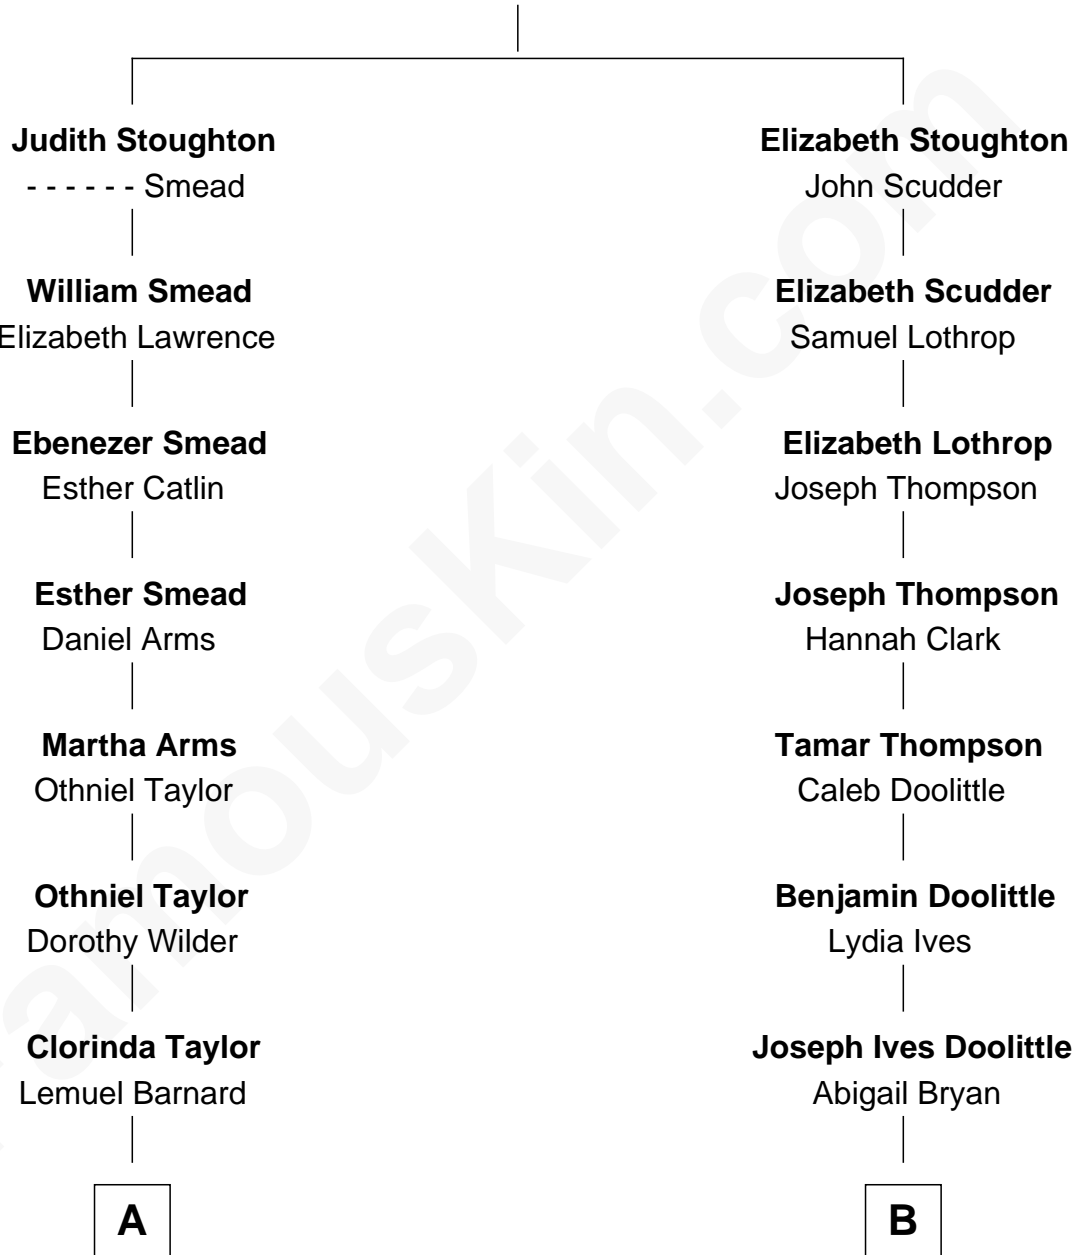 Judith Stoughton
- - - - - - Smead
William Smead
Elizabeth Lawrence
Ebenezer Smead
Esther Catlin
Esther Smead
Daniel Arms
Martha Arms
Othniel Taylor
Othniel Taylor
Dorothy Wilder
Clorinda Taylor
Lemuel Barnard
A
Elizabeth Stoughton
John Scudder
Elizabeth Scudder
Samuel Lothrop
Elizabeth Lothrop
Joseph Thompson
Joseph Thompson
Hannah Clark
Tamar Thompson
Caleb Doolittle
Benjamin Doolittle
Lydia Ives
Joseph Ives Doolittle
Abigail Bryan
B
FamousKin.com